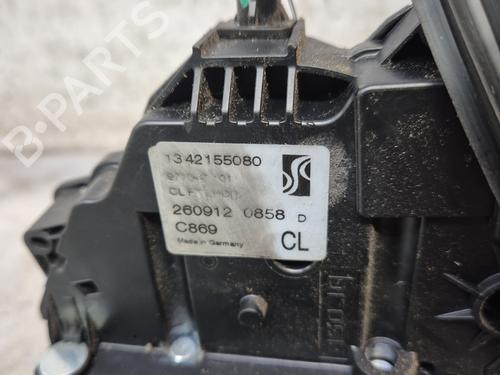 B-PARTS
1342155080
260912 0858 D
C869
Made in Germany
CL